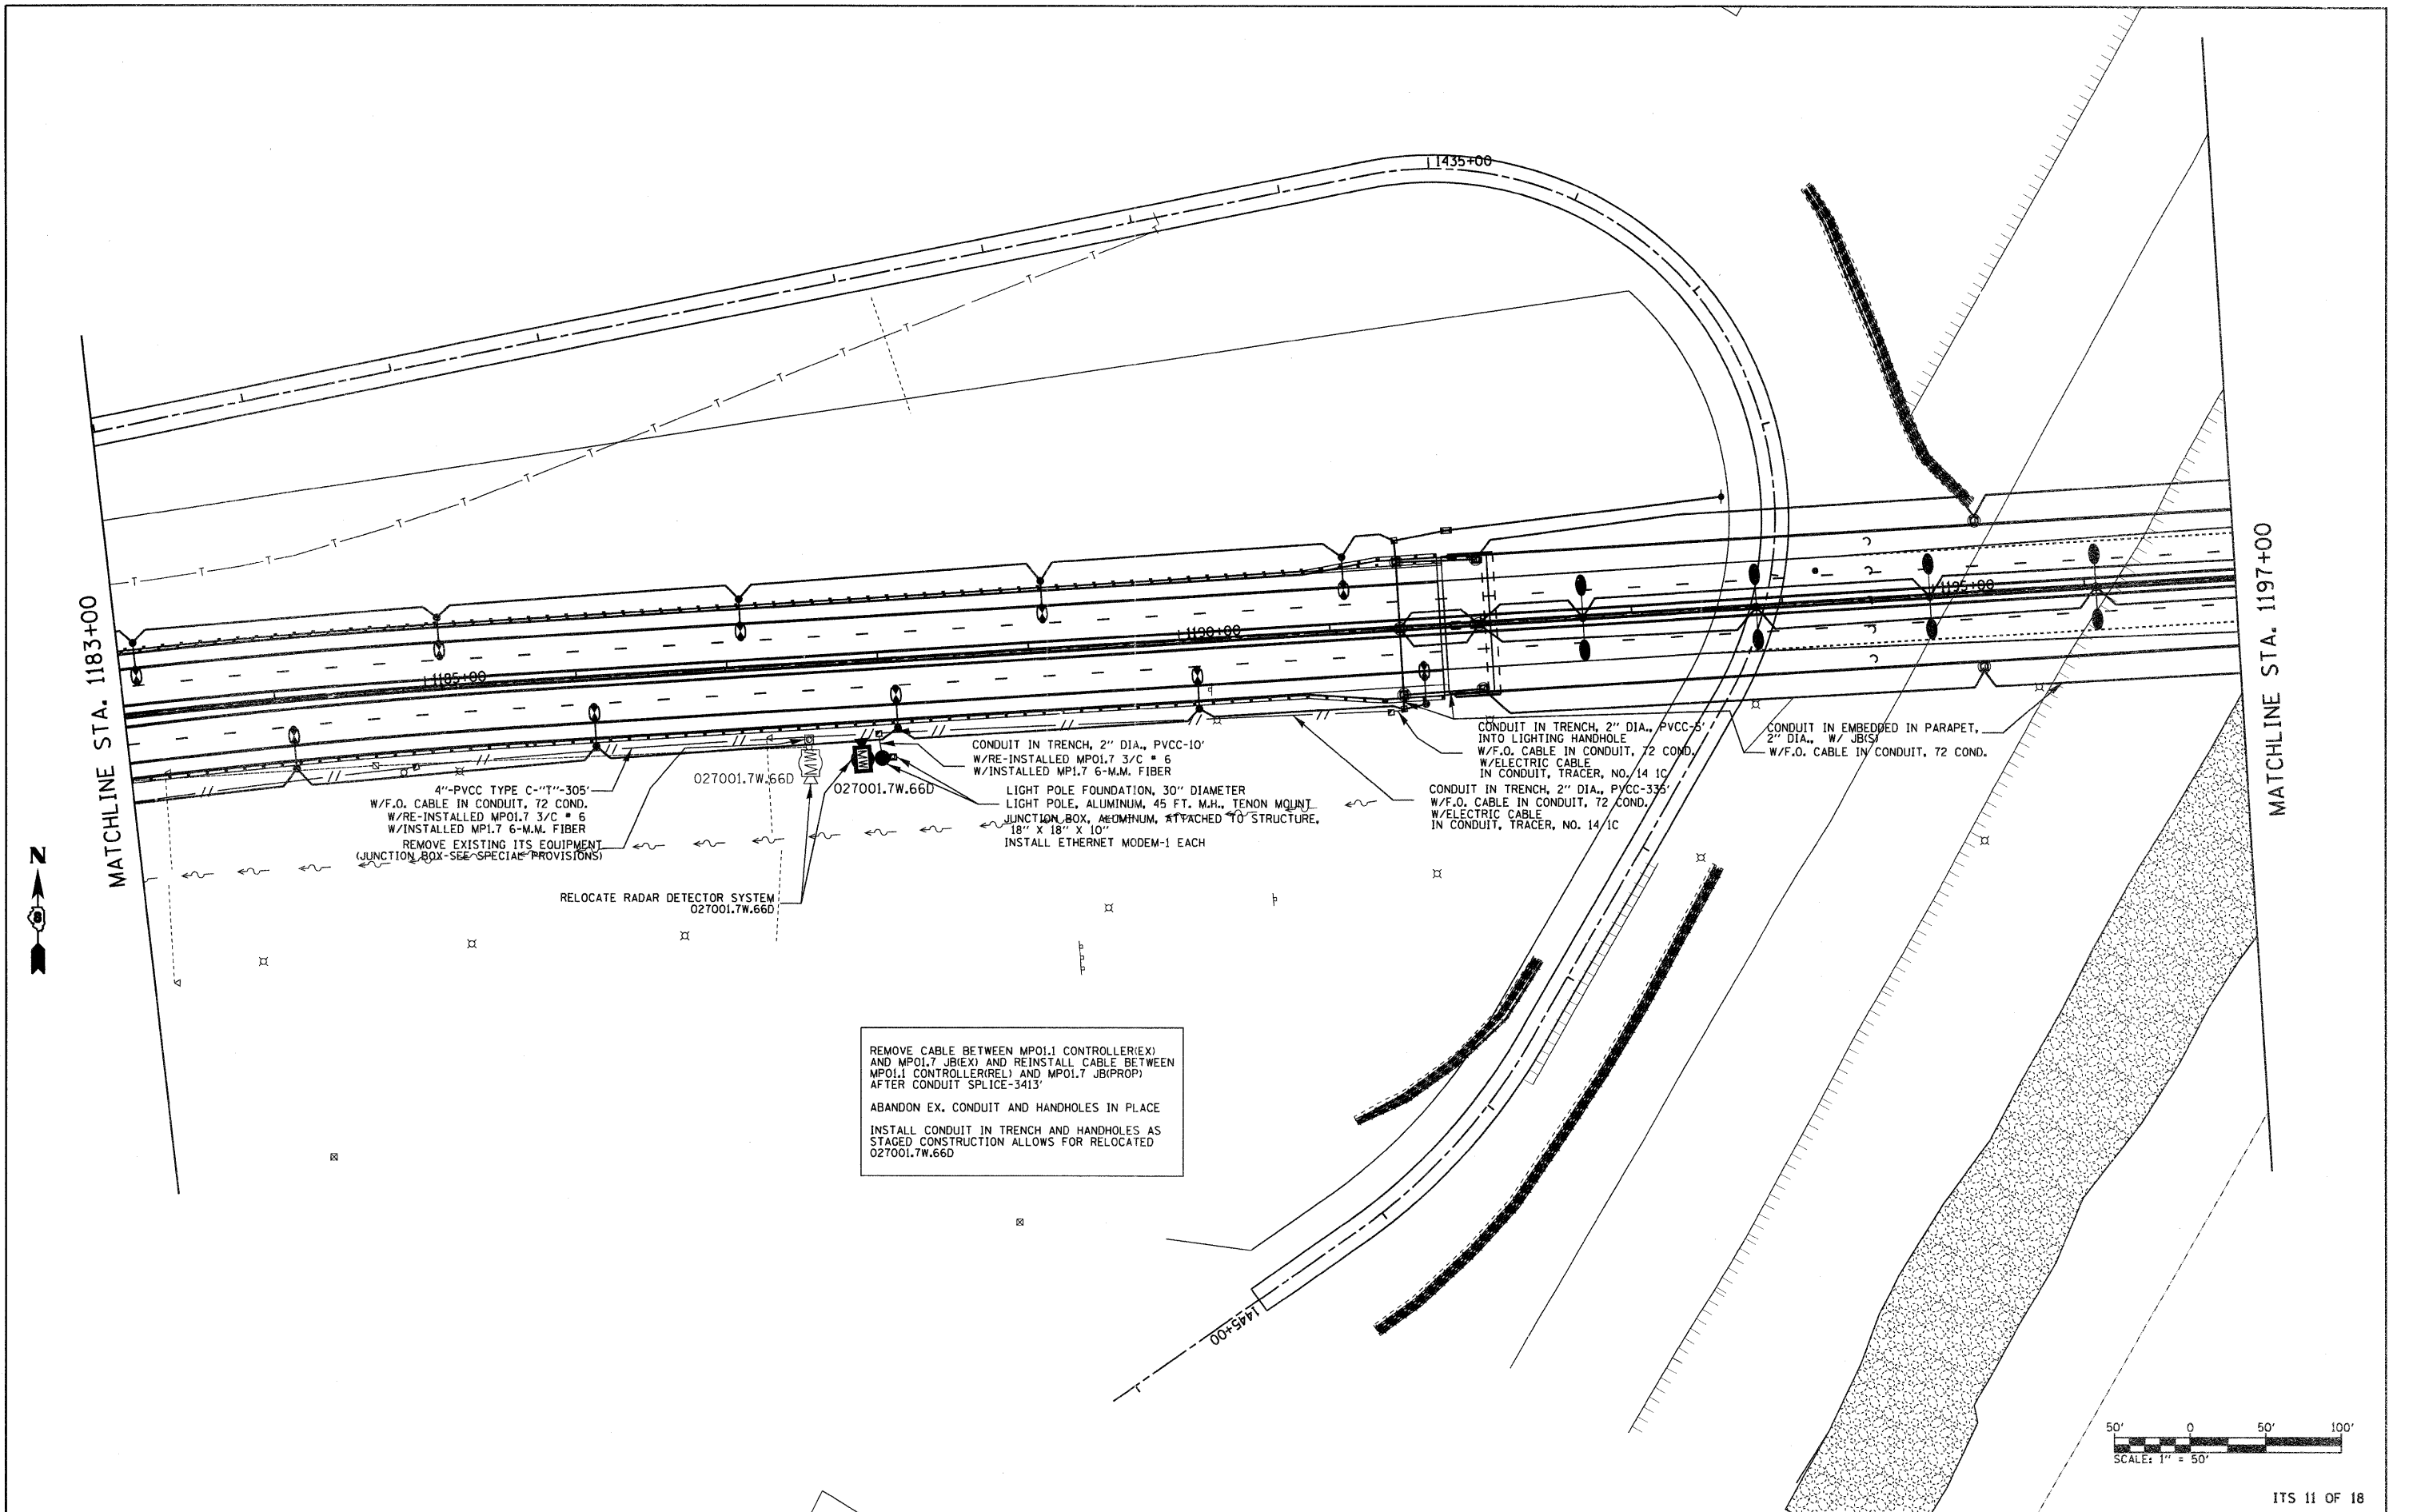 1435+00
MATCHLINE STA. 1183+00
MATCHLINE STA. 1197+00
1195+00
1190+00
1185+00
N
8
027001.7W.66D
MW
MW
027001.7W.66D
4"-PVCC TYPE C-"T"-305'
W/F.O. CABLE IN CONDUIT, 72 COND.
W/RE-INSTALLED MP01.7 3/C # 6
W/INSTALLED MP1.7 6-M.M. FIBER
REMOVE EXISTING ITS EQUIPMENT
(JUNCTION BOX-SEE SPECIAL PROVISIONS)
RELOCATE RADAR DETECTOR SYSTEM
027001.7W.66D
CONDUIT IN TRENCH, 2" DIA., PVCC-10'
W/RE-INSTALLED MP01.7 3/C # 6
W/INSTALLED MP1.7 6-M.M. FIBER
LIGHT POLE FOUNDATION, 30" DIAMETER
LIGHT POLE, ALUMINUM, 45 FT. M.H., TENON MOUNT
JUNCTION BOX, ALUMINUM, ATTACHED TO STRUCTURE,
18" X 18" X 10"
INSTALL ETHERNET MODEM-1 EACH
CONDUIT IN TRENCH, 2" DIA., PVCC-5'
INTO LIGHTING HANDHOLE
W/F.O. CABLE IN CONDUIT, 72 COND.
W/ELECTRIC CABLE
IN CONDUIT, TRACER, NO. 14 1C
CONDUIT IN TRENCH, 2" DIA., PVCC-335'
W/F.O. CABLE IN CONDUIT, 72 COND.
W/ELECTRIC CABLE
IN CONDUIT, TRACER, NO. 14 1C
CONDUIT IN EMBEDDED IN PARAPET,
2" DIA., W/ JB(S)
W/F.O. CABLE IN CONDUIT, 72 COND.
REMOVE CABLE BETWEEN MP01.1 CONTROLLER(EX)
AND MP01.7 JB(EX) AND REINSTALL CABLE BETWEEN
MP01.1 CONTROLLER(REL) AND MP01.7 JB(PROP)
AFTER CONDUIT SPLICE-3413'
ABANDON EX. CONDUIT AND HANDHOLES IN PLACE
INSTALL CONDUIT IN TRENCH AND HANDHOLES AS
STAGED CONSTRUCTION ALLOWS FOR RELOCATED
027001.7W.66D
1445+00
50' 0 50' 100'
SCALE: 1" = 50'
ITS 11 OF 18